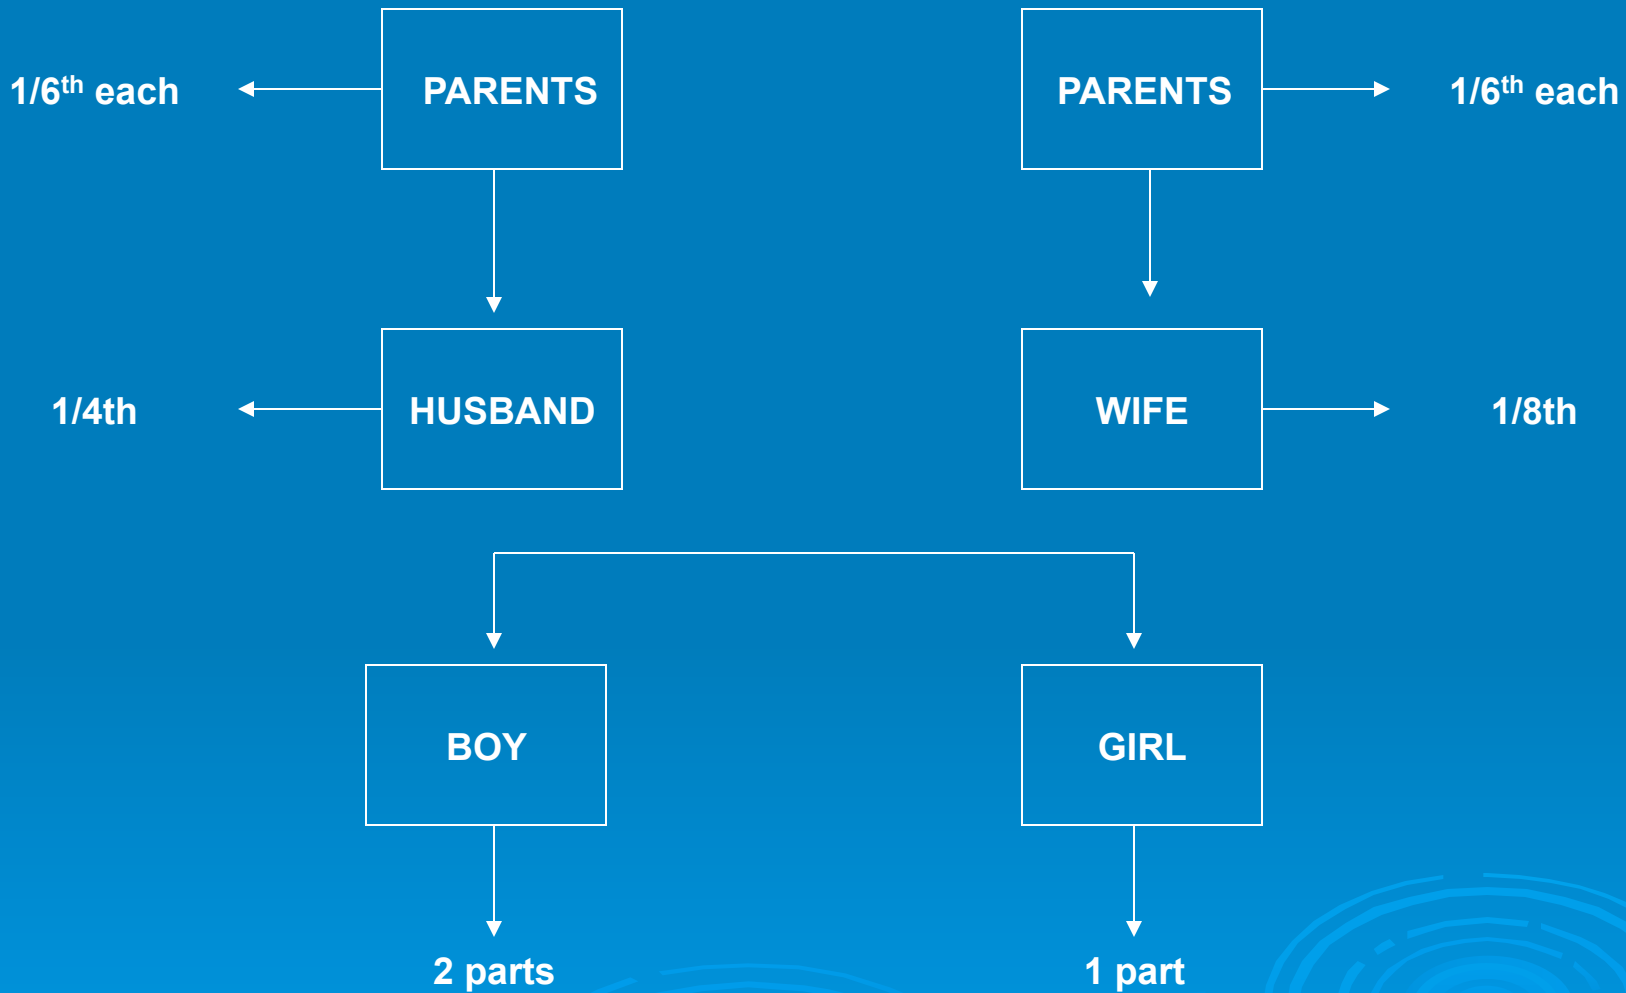 1/6th each
PARENTS
PARENTS
1/6th each
1/4th
HUSBAND
WIFE
1/8th
BOY
GIRL
2 parts
1 part